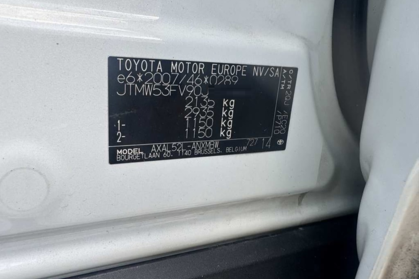 TOYOTA MOTOR EUROPE NV/SA
e6*2007/46*0289
JTMW53FV90
2135 kg
kg
1- 1150 kg
2- 1150 kg
MODEL AXAL52L-ANXMBW
BOURGETLAAN 60, 1140 BRUSSELS, BELGIUM